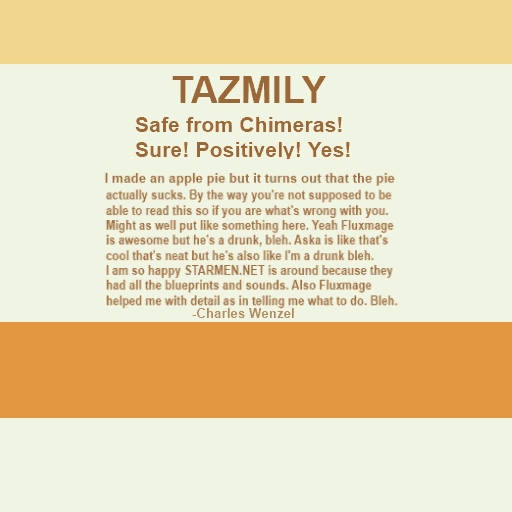 TAZMILY
Safe from Chimeras!
Sure! Positively! Yes!
I made an apple pie but it turns out that the pie
actually sucks. By the way you're not supposed to be
able to read this so if you are what's wrong with you.
Might as well put like something here. Yeah Fluxmage
is awesome but he's a drunk, bleh. Aska is like that's
cool that's neat but he's also like I'm a drunk bleh.
I am so happy STARMEN.NET is around because they
had all the blueprints and sounds. Also Fluxmage
helped me with detail as in telling me what to do. Bleh.
-Charles Wenzel